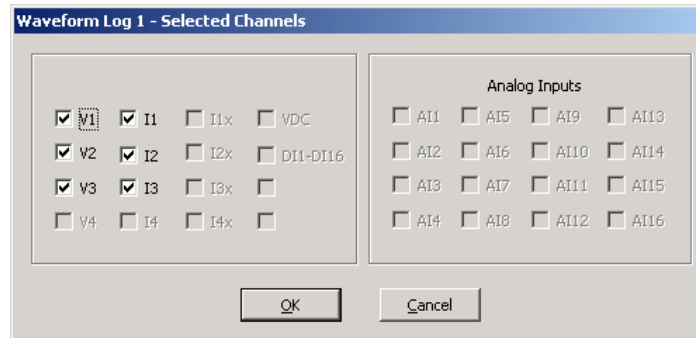 Waveform Log 1 - Selected Channels
Analog Inputs
V1 I1 I1x VDC
V2 I2 I2x DI1-DI16
V3 I3 I3x
V4 I4 I4x
AI1 AI5 AI9 AI13
AI2 AI6 AI10 AI14
AI3 AI7 AI11 AI15
AI4 AI8 AI12 AI16
OK Cancel